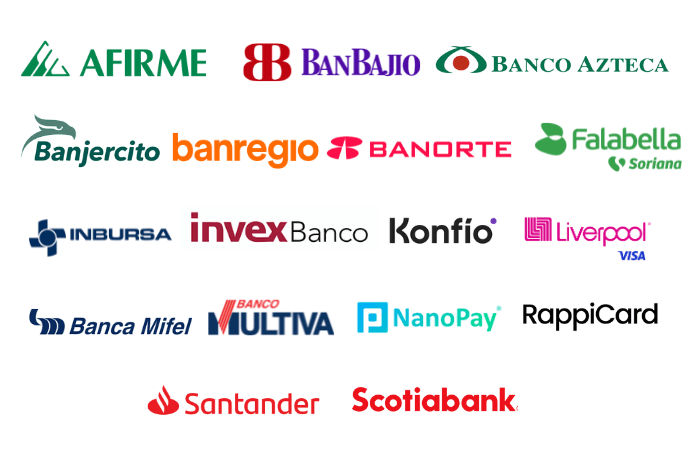 AFIRME BANBAJIO BANCO AZTECA
Banjercito banregio BANORTE Falabella
Soriana
INBURSA invex Banco Konfío Liverpool
VISA
Banca Mifel BANCO MULTIVA NanoPay RappiCard
Santander Scotiabank